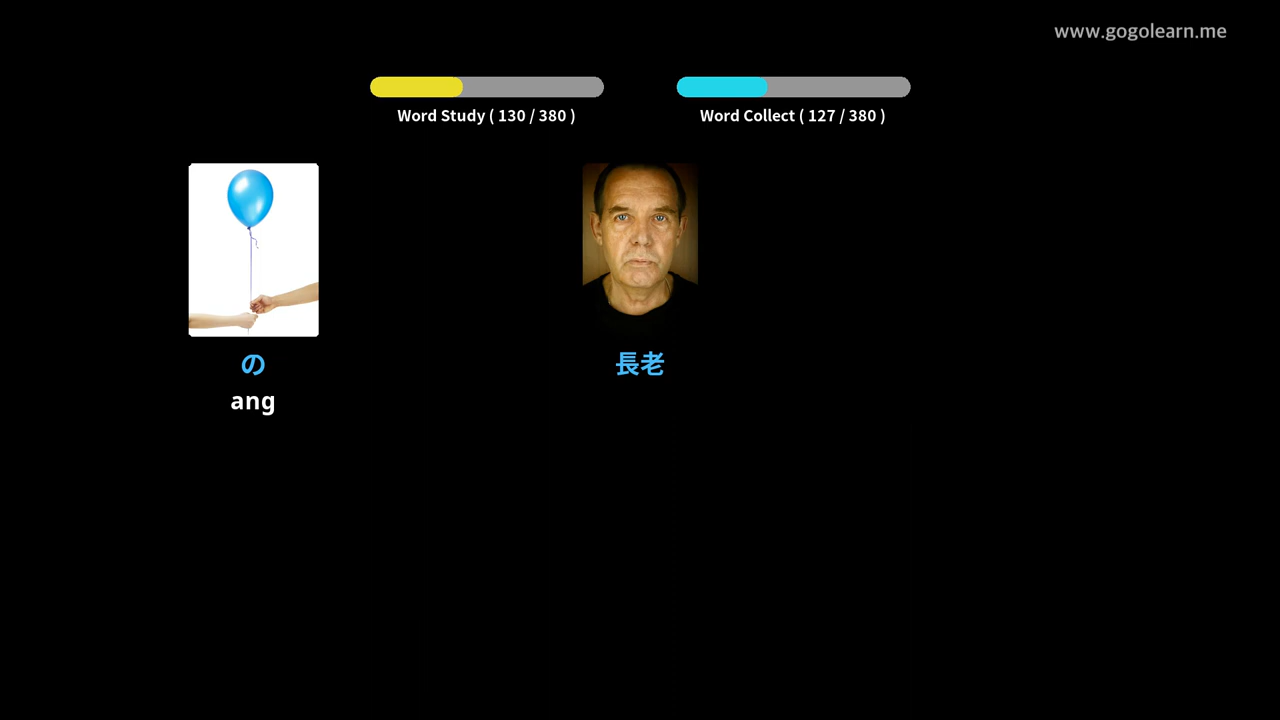 www.gogolearn.me
Word Study ( 130 / 380 )
Word Collect ( 127 / 380 )
の
ang
長老